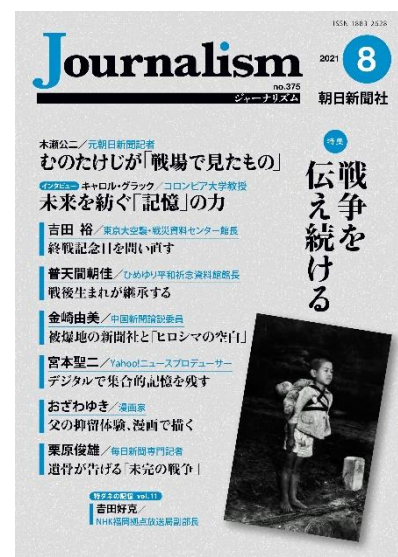 ISSN 1883-2628
Journalism
no.375
ジャーナリズム
2021
8
朝日新聞社
特集
戦争を
伝え続ける
木瀬公二／元朝日新聞記者
むのたけじが「戦場で見たもの」
インタビュー キャロル・グラック／コロンビア大学教授
未来を紡ぐ「記憶」の力
吉田 裕／東京大空襲・戦災資料センター館長
終戦記念日を問い直す
普天間朝佳／ひめゆり平和祈念資料館館長
戦後生まれが継承する
金崎由美／中国新聞論説委員
被爆地の新聞社と「ヒロシマの空白」
宮本聖二／Yahoo!ニュースプロデューサー
デジタルで集合的記憶を残す
おざわゆき／漫画家
父の抑留体験、漫画で描く
栗原俊雄／毎日新聞専門記者
遺骨が告げる「未完の戦争」
特ダネの記憶 vol.11
吉田好克／
NHK福岡拠点放送局副部長